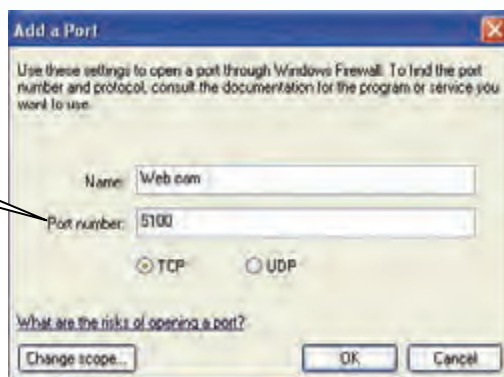 Add a Port
Use these settings to open a port through Windows Firewall. To find the port
number and protocol, consult the documentation for the program or service you
want to use.
Name: Web cam
Port number: 5100
TCP UDP
What are the risks of opening a port?
Change scope... OK Cancel